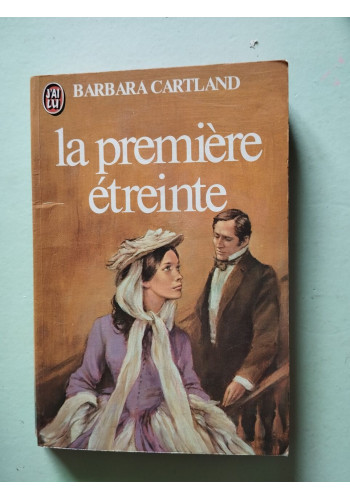 J'AI
LU
BARBARA CARTLAND
la première
étreinte